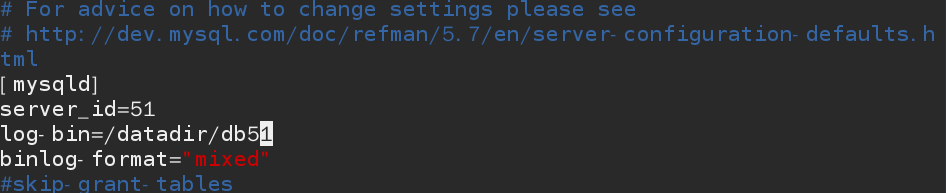 # For advice on how to change settings please see
# http://dev.mysql.com/doc/refman/5.7/en/server-configuration-defaults.h
tml
[mysqld]
server_id=51
log-bin=/datadir/db51
binlog-format="mixed"
#skip-grant-tables